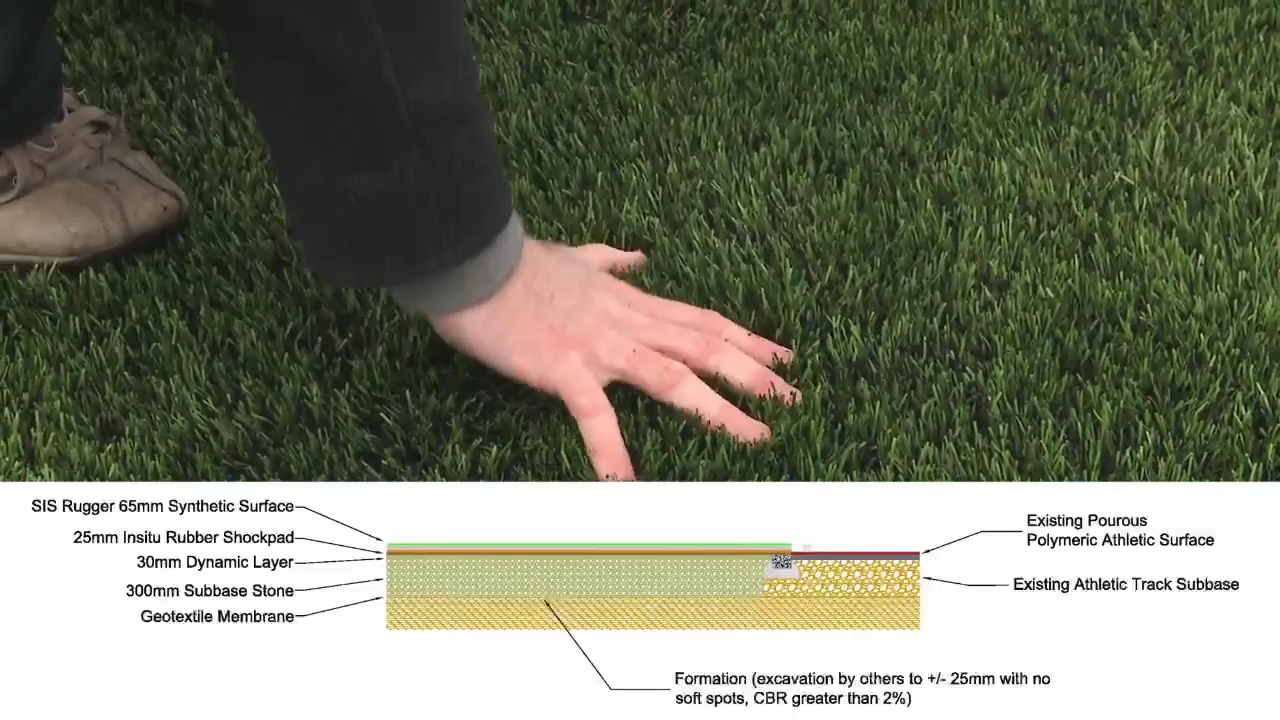 SIS Rugger 65mm Synthetic Surface
25mm Insitu Rubber Shockpad
30mm Dynamic Layer
300mm Subbase Stone
Geotextile Membrane
Existing Pourous
Polymeric Athletic Surface
Existing Athletic Track Subbase
Formation (excavation by others to +/- 25mm with no
soft spots, CBR greater than 2%)